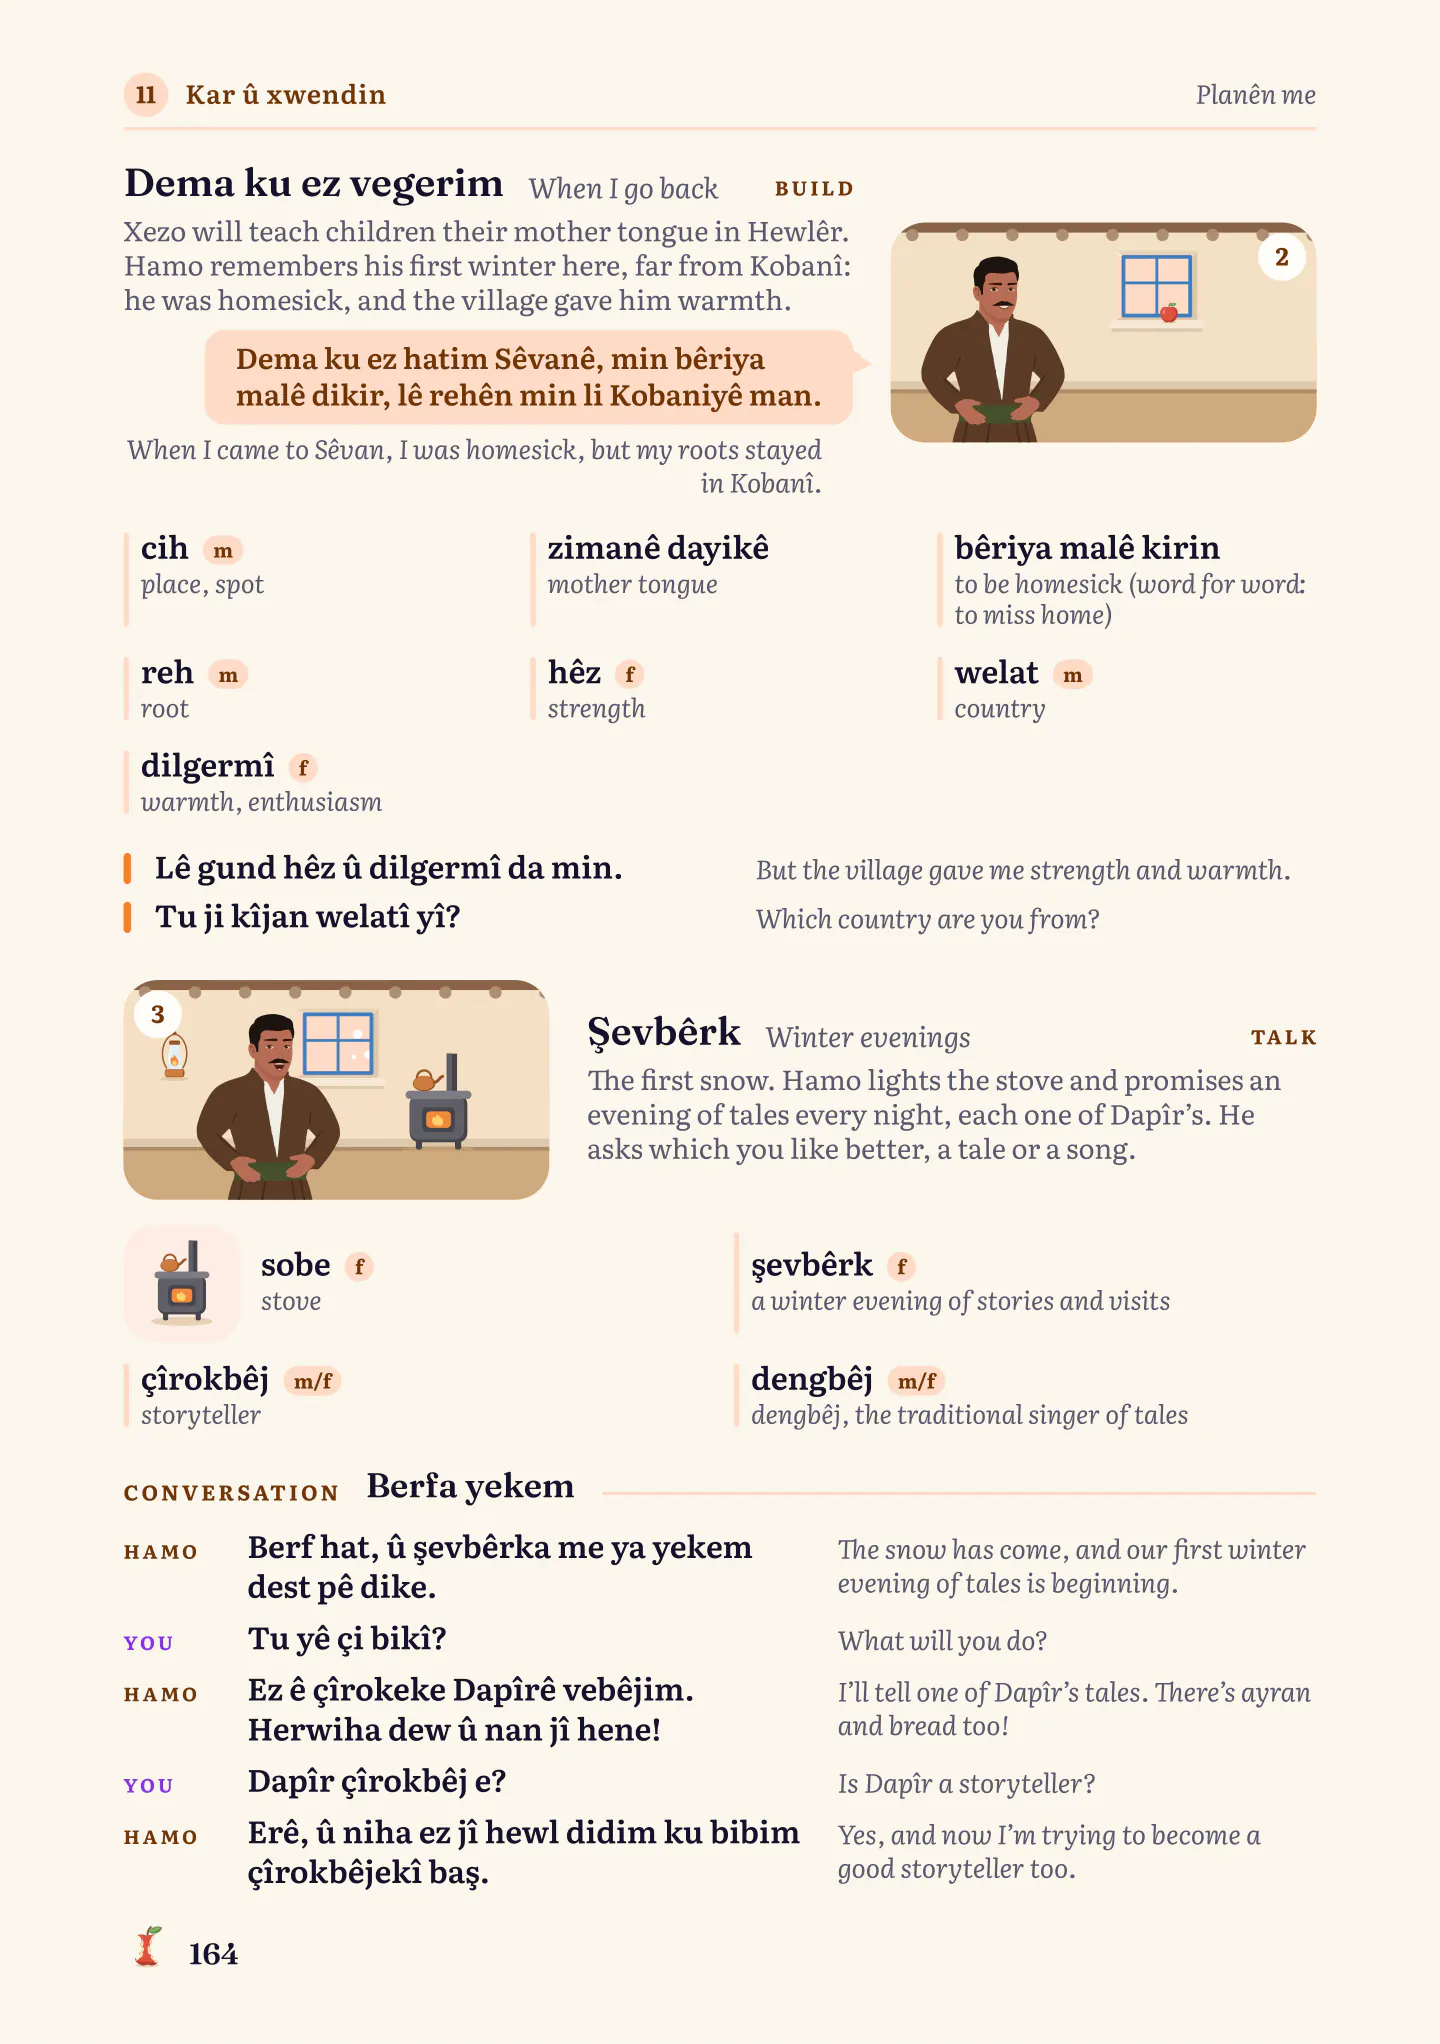 11 Kar û xwendin
Planên me
Dema ku ez vegerim When I go back BUILD
Xezo will teach children their mother tongue in Hewlêr.
Hamo remembers his first winter here, far from Kobanî:
he was homesick, and the village gave him warmth.
2
Dema ku ez hatim Sêvanê, min bêriya
malê dikir, lê rehên min li Kobaniyê man.
When I came to Sêvan, I was homesick, but my roots stayed
in Kobanî.
cih m
place, spot
zimanê dayikê
mother tongue
bêriya malê kirin
to be homesick (word for word:
to miss home)
reh m
root
hêz f
strength
welat m
country
dilgermî f
warmth, enthusiasm
Lê gund hêz û dilgermî da min.
But the village gave me strength and warmth.
Tu ji kîjan welatî yî?
Which country are you from?
3
Şevbêrk Winter evenings TALK
The first snow. Hamo lights the stove and promises an
evening of tales every night, each one of Dapîr’s. He
asks which you like better, a tale or a song.
sobe f
stove
şevbêrk f
a winter evening of stories and visits
çîrokbêj m/f
storyteller
dengbêj m/f
dengbêj, the traditional singer of tales
CONVERSATION Berfa yekem
HAMO
Berf hat, û şevbêrka me ya yekem
dest pê dike.
The snow has come, and our first winter
evening of tales is beginning.
YOU
Tu yê çi bikî?
What will you do?
HAMO
Ez ê çîrokeke Dapîrê vebêjim.
Herwiha dew û nan jî hene!
I’ll tell one of Dapîr’s tales. There’s ayran
and bread too!
YOU
Dapîr çîrokbêj e?
Is Dapîr a storyteller?
HAMO
Erê, û niha ez jî hewl didim ku bibim
çîrokbêjekî baş.
Yes, and now I’m trying to become a
good storyteller too.
164